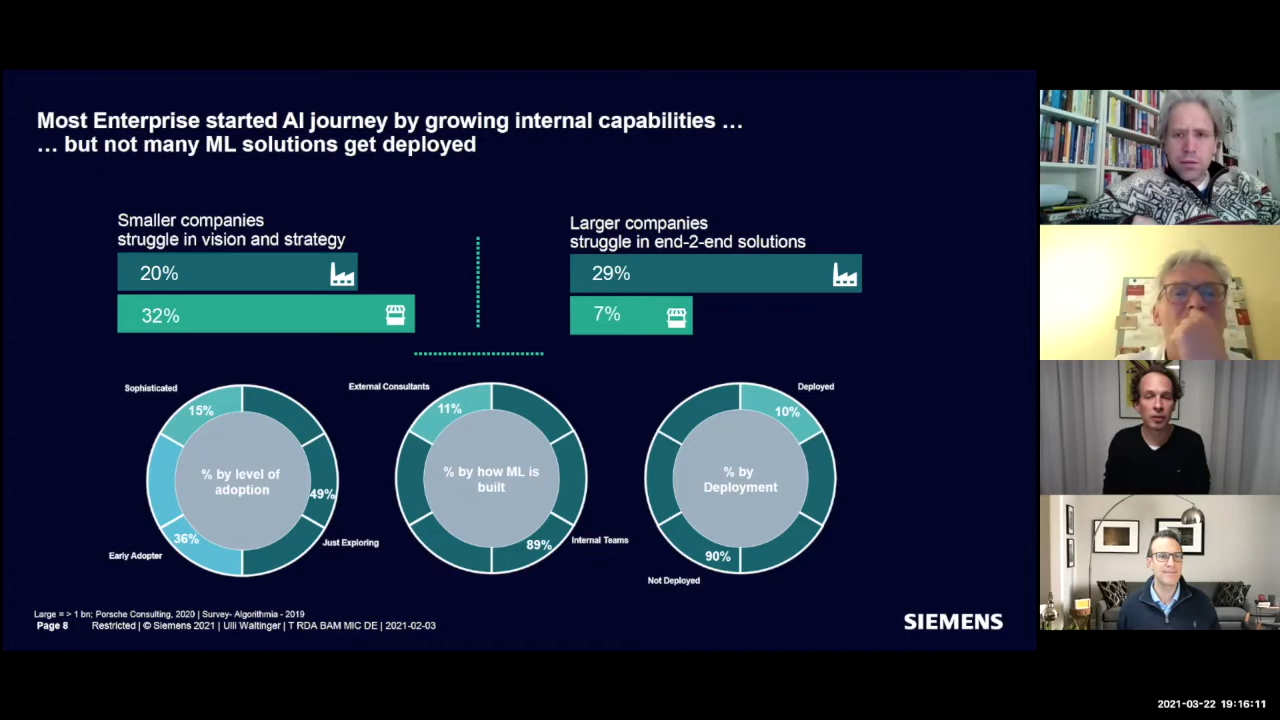 Most Enterprise started AI journey by growing internal capabilities …
… but not many ML solutions get deployed
Smaller companies
struggle in vision and strategy
20%
32%
Larger companies
struggle in end-2-end solutions
29%
7%
Sophisticated
15%
% by level of
adoption
49%
Just Exploring
36%
Early Adopter
External Consultants
11%
% by how ML is
built
89%
Internal Teams
Deployed
10%
% by
Deployment
90%
Not Deployed
Large = > 1 bn; Porsche Consulting, 2020 | Survey- Algorithmia - 2019
Page 8 Restricted | © Siemens 2021 | Ulli Waltinger | T RDA BAM MIC DE | 2021-02-03
SIEMENS
2021-03-22 19:16:11